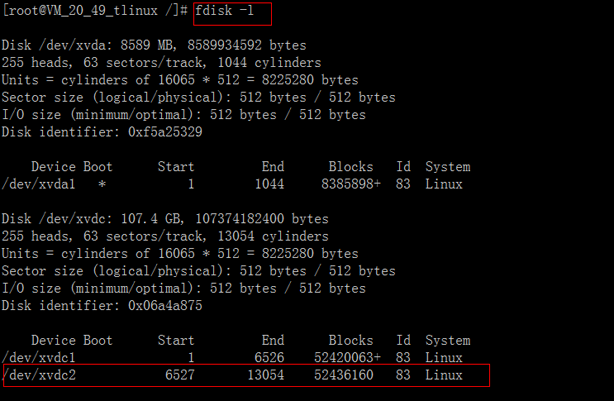 [root@VM_20_49_tlinux /]# fdisk -l
Disk /dev/xvda: 8589 MB, 8589934592 bytes
255 heads, 63 sectors/track, 1044 cylinders
Units = cylinders of 16065 * 512 = 8225280 bytes
Sector size (logical/physical): 512 bytes / 512 bytes
I/O size (minimum/optimal): 512 bytes / 512 bytes
Disk identifier: 0xf5a25329
Device Boot Start End Blocks Id System
/dev/xvda1 * 1 1044 8385898+ 83 Linux
Disk /dev/xvdc: 107.4 GB, 107374182400 bytes
255 heads, 63 sectors/track, 13054 cylinders
Units = cylinders of 16065 * 512 = 8225280 bytes
Sector size (logical/physical): 512 bytes / 512 bytes
I/O size (minimum/optimal): 512 bytes / 512 bytes
Disk identifier: 0x06a4a875
Device Boot Start End Blocks Id System
/dev/xvdc1 1 6526 52420063+ 83 Linux
/dev/xvdc2 6527 13054 52436160 83 Linux